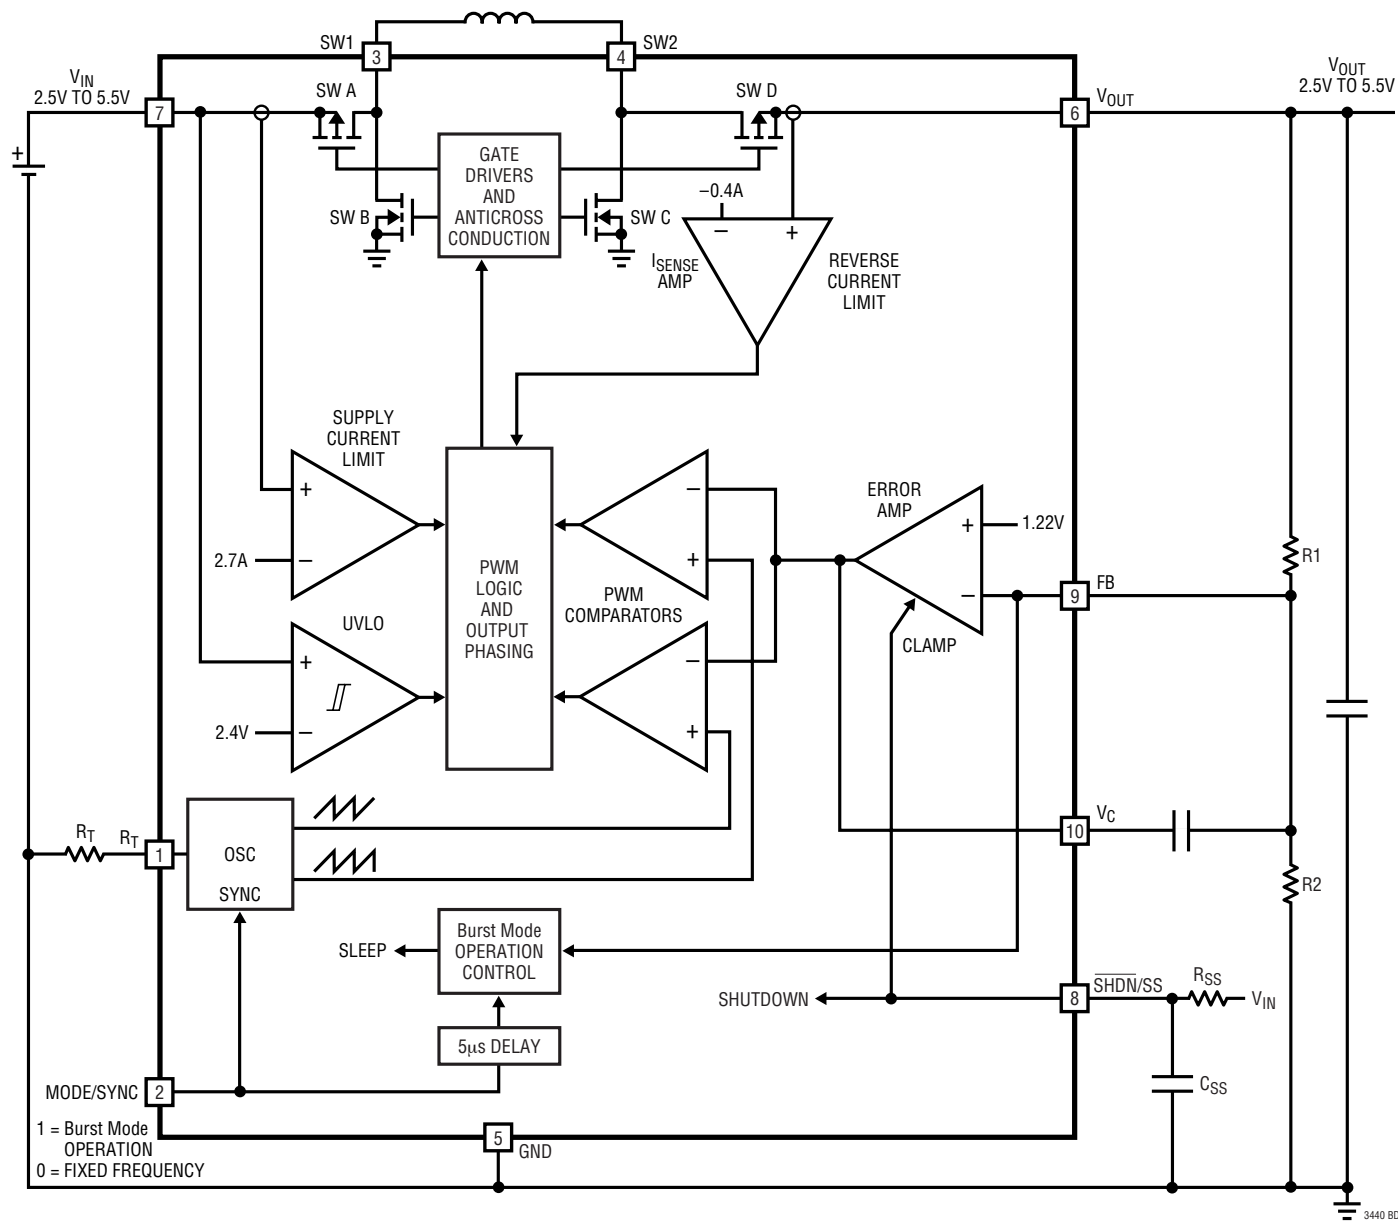 SW1
3
4
SW2
VIN
2.5V TO 5.5V
7
SW A
SW D
6
VOUT
VOUT
2.5V TO 5.5V
+
GATE
DRIVERS
AND
ANTICROSS
CONDUCTION
SW B
SW C
–0.4A
–
+
ISENSE
AMP
REVERSE
CURRENT
LIMIT
SUPPLY
CURRENT
LIMIT
+
2.7A
–
PWM
LOGIC
AND
OUTPUT
PHASING
–
+
PWM
COMPARATORS
ERROR
AMP
+
1.22V
–
CLAMP
9
FB
R1
UVLO
+
2.4V
–
–
+
RT
RT
1
OSC
SYNC
10
VC
R2
SLEEP
Burst Mode
OPERATION
CONTROL
SHUTDOWN
8
SHDN/SS
RSS
VIN
5µs DELAY
MODE/SYNC
2
CSS
1 = Burst Mode
OPERATION
0 = FIXED FREQUENCY
5
GND
3440 BD